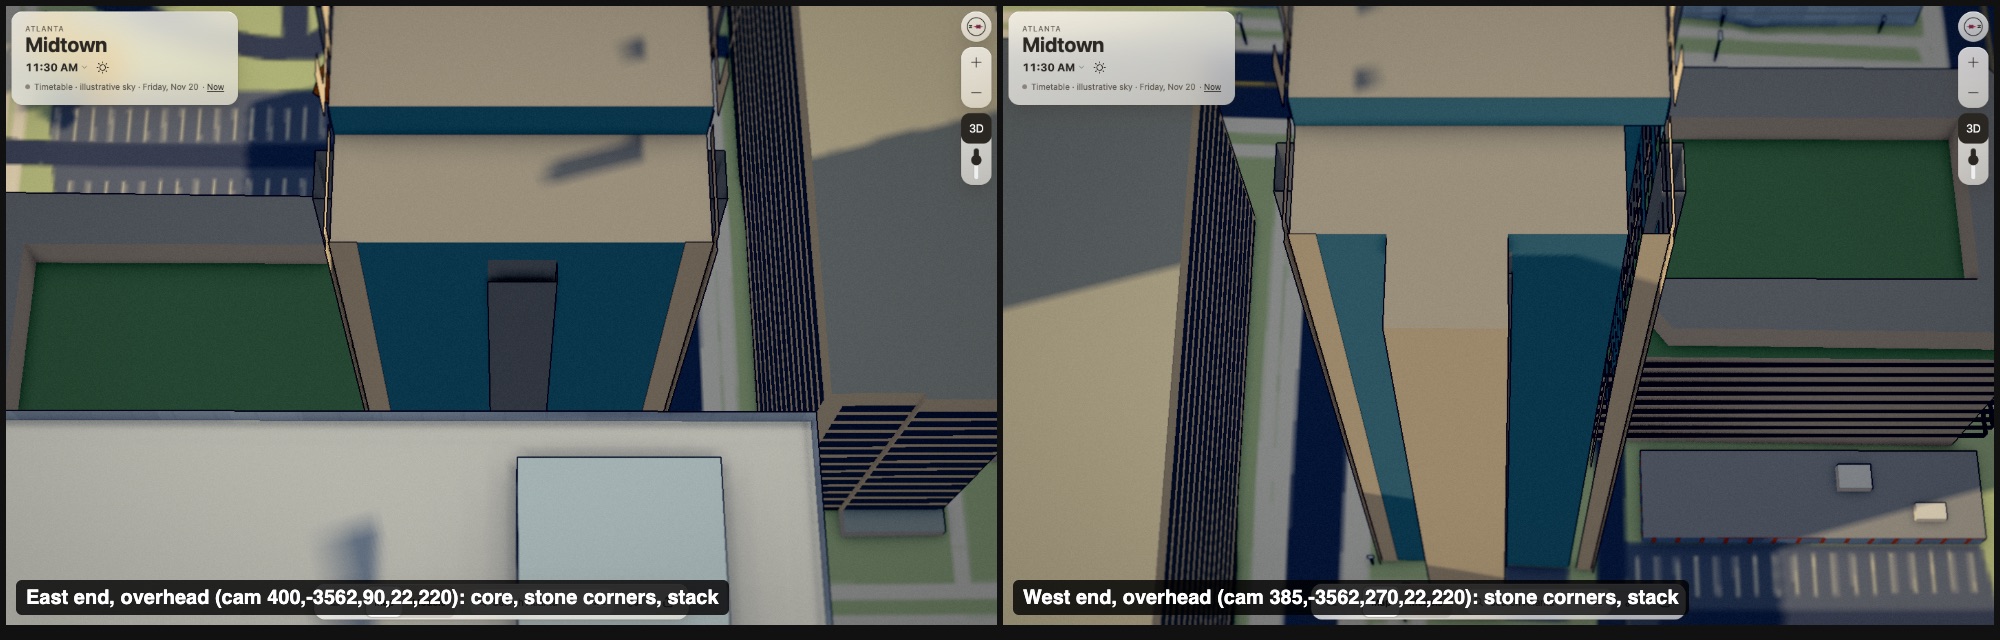 ATLANTA
Midtown
11:30 AM
Timetable · illustrative sky · Friday, Nov 20 · Now
+
−
3D
East end, overhead (cam 400,-3562,90,22,220): core, stone corners, stack
ATLANTA
Midtown
11:30 AM
Timetable · illustrative sky · Friday, Nov 20 · Now
+
−
3D
West end, overhead (cam 385,-3562,270,22,220): stone corners, stack